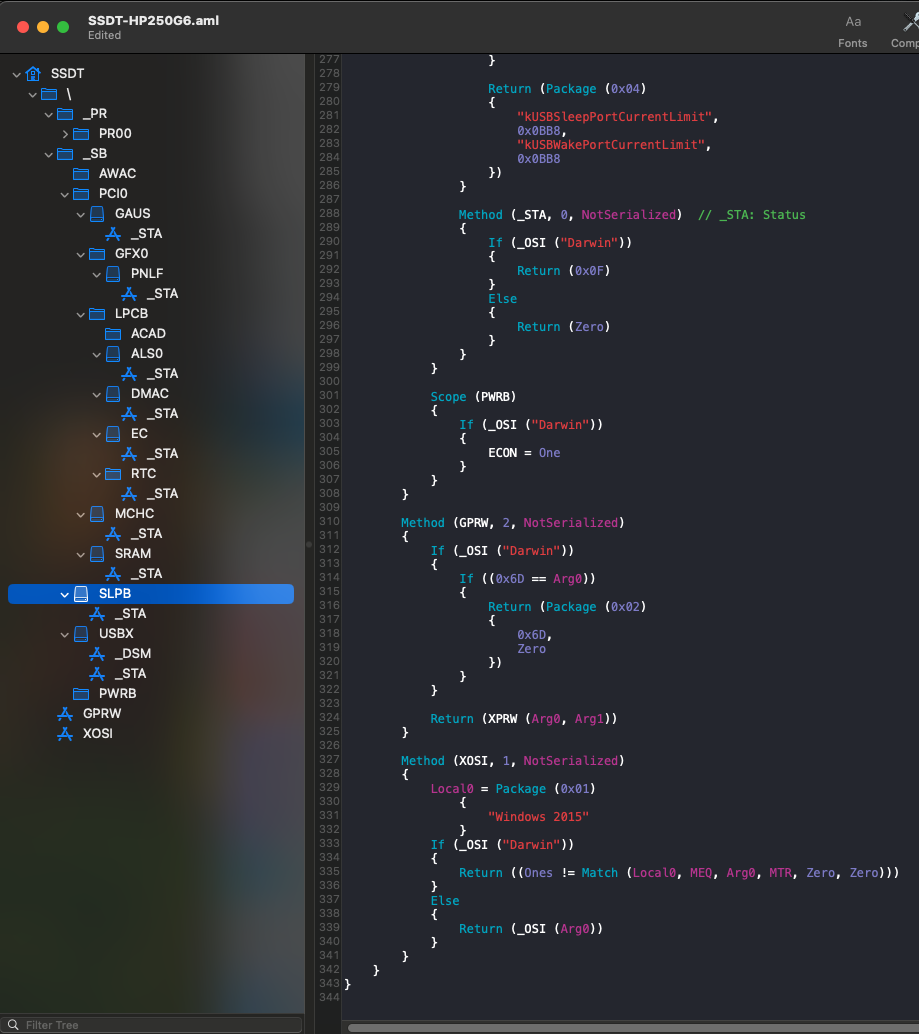 SSDT-HP250G6.aml
Edited
Aa
Fonts
Comp
SSDT
\
_PR
PR00
_SB
AWAC
PCI0
GAUS
_STA
GFX0
PNLF
_STA
LPCB
ACAD
ALS0
_STA
DMAC
_STA
EC
_STA
RTC
_STA
MCHC
_STA
SRAM
_STA
SLPB
_STA
USBX
_DSM
_STA
PWRB
GPRW
XOSI
Filter Tree
277 }
278
279 Return (Package (0x04)
280 {
281 "kUSBSleepPortCurrentLimit",
282 0x0BB8,
283 "kUSBWakePortCurrentLimit",
284 0x0BB8
285 })
286 }
287
288 Method (_STA, 0, NotSerialized) // _STA: Status
289 {
290 If (_OSI ("Darwin"))
291 {
292 Return (0x0F)
293 }
294 Else
295 {
296 Return (Zero)
297 }
298 }
299 }
300
301 Scope (PWRB)
302 {
303 If (_OSI ("Darwin"))
304 {
305 ECON = One
306 }
307 }
308 }
309
310 Method (GPRW, 2, NotSerialized)
311 {
312 If (_OSI ("Darwin"))
313 {
314 If ((0x6D == Arg0))
315 {
316 Return (Package (0x02)
317 {
318 0x6D,
319 Zero
320 })
321 }
322 }
323
324 Return (XPRW (Arg0, Arg1))
325 }
326
327 Method (XOSI, 1, NotSerialized)
328 {
329 Local0 = Package (0x01)
330 {
331 "Windows 2015"
332 }
333 If (_OSI ("Darwin"))
334 {
335 Return ((Ones != Match (Local0, MEQ, Arg0, MTR, Zero, Zero)))
336 }
337 Else
338 {
339 Return (_OSI (Arg0))
340 }
341 }
342 }
343 }
344